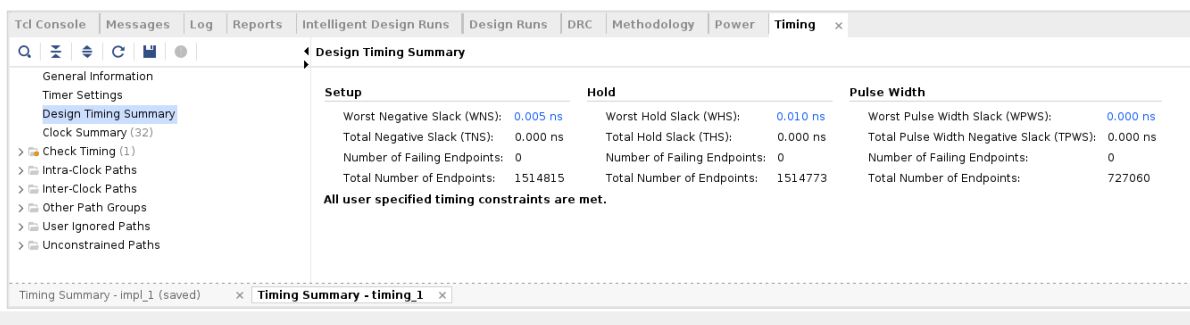 Tcl Console Messages Log Reports Intelligent Design Runs Design Runs DRC Methodology Power Timing ×
Design Timing Summary
General Information
Timer Settings
Design Timing Summary
Clock Summary (32)
> Check Timing (1)
> Intra-Clock Paths
> Inter-Clock Paths
> Other Path Groups
> User Ignored Paths
> Unconstrained Paths
Setup
Worst Negative Slack (WNS): 0.005 ns
Total Negative Slack (TNS): 0.000 ns
Number of Failing Endpoints: 0
Total Number of Endpoints: 1514815
Hold
Worst Hold Slack (WHS): 0.010 ns
Total Hold Slack (THS): 0.000 ns
Number of Failing Endpoints: 0
Total Number of Endpoints: 1514773
Pulse Width
Worst Pulse Width Slack (WPWS): 0.000 ns
Total Pulse Width Negative Slack (TPWS): 0.000 ns
Number of Failing Endpoints: 0
Total Number of Endpoints: 727060
All user specified timing constraints are met.
Timing Summary - impl_1 (saved) × Timing Summary - timing_1 ×